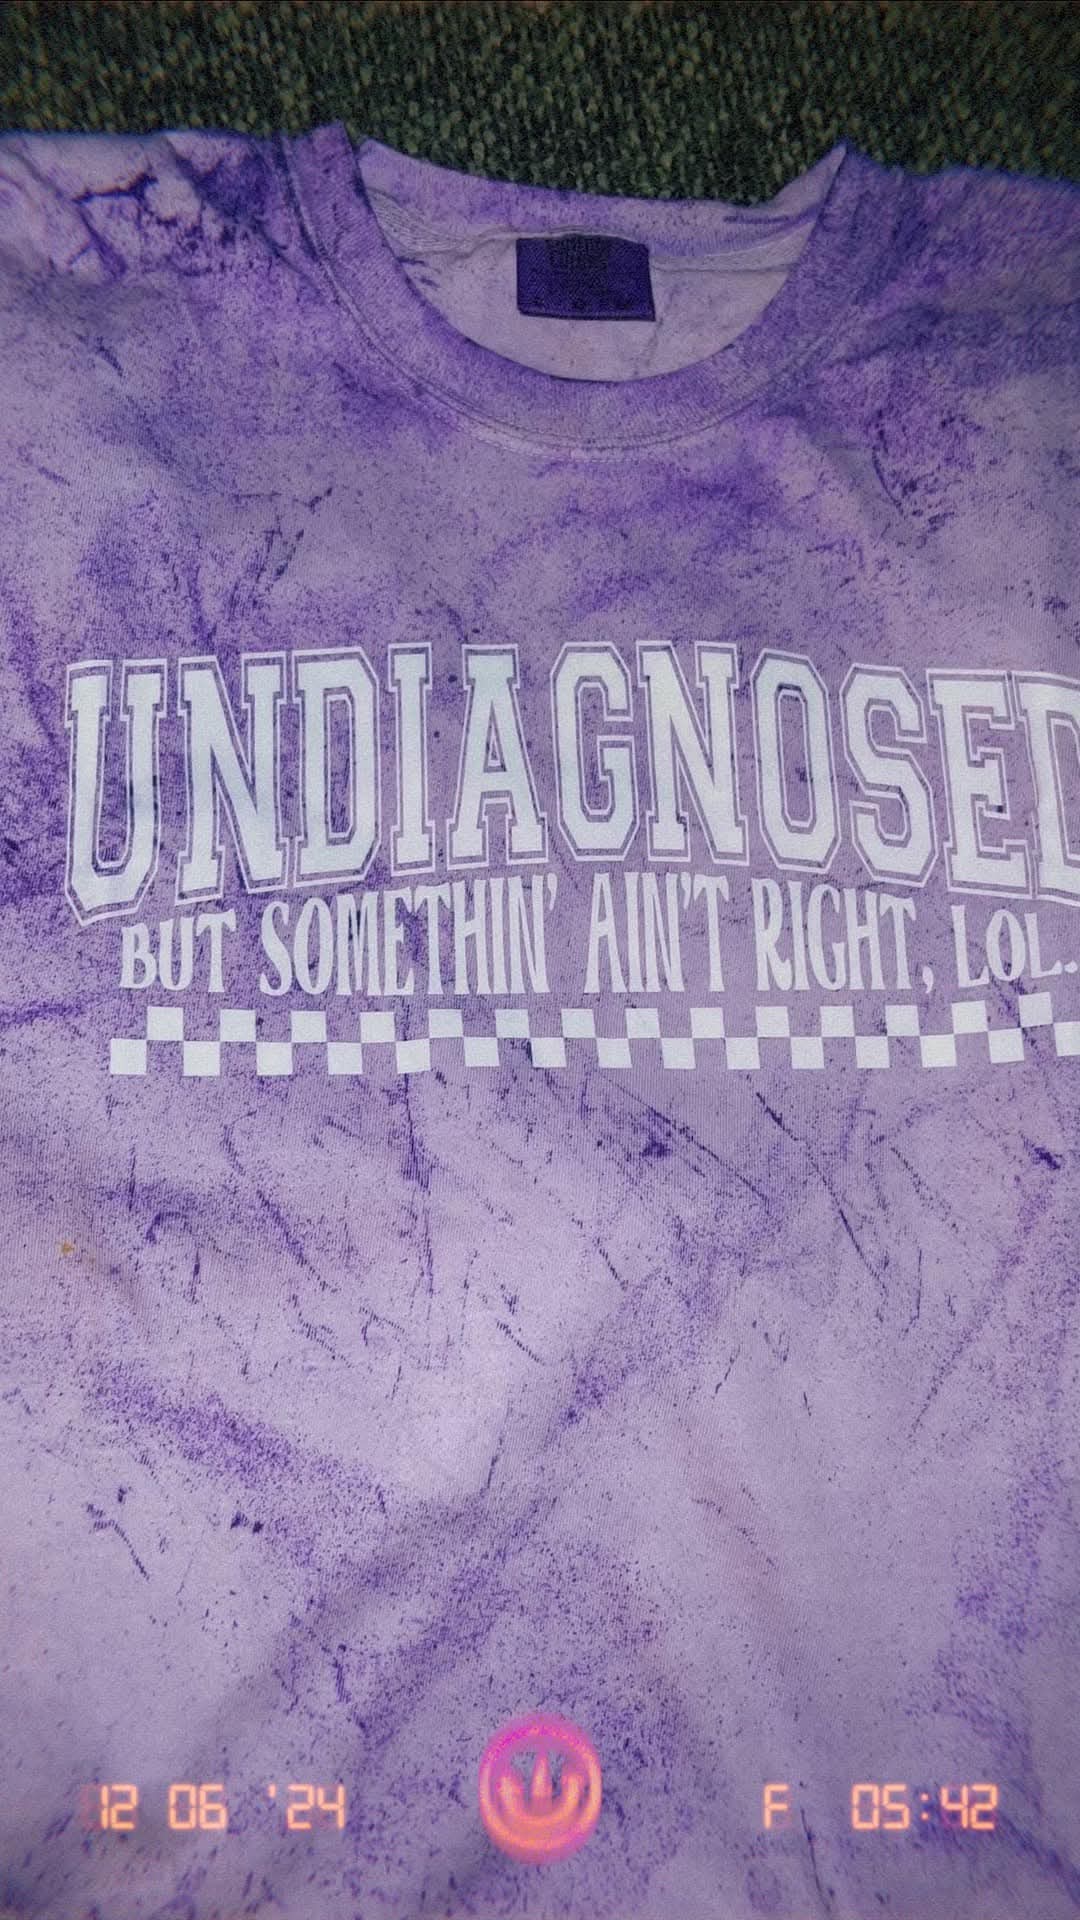 UNDIAGNOSED
BUT SOMETHIN' AIN'T RIGHT, LOL.
12 06 '24 F 05:42